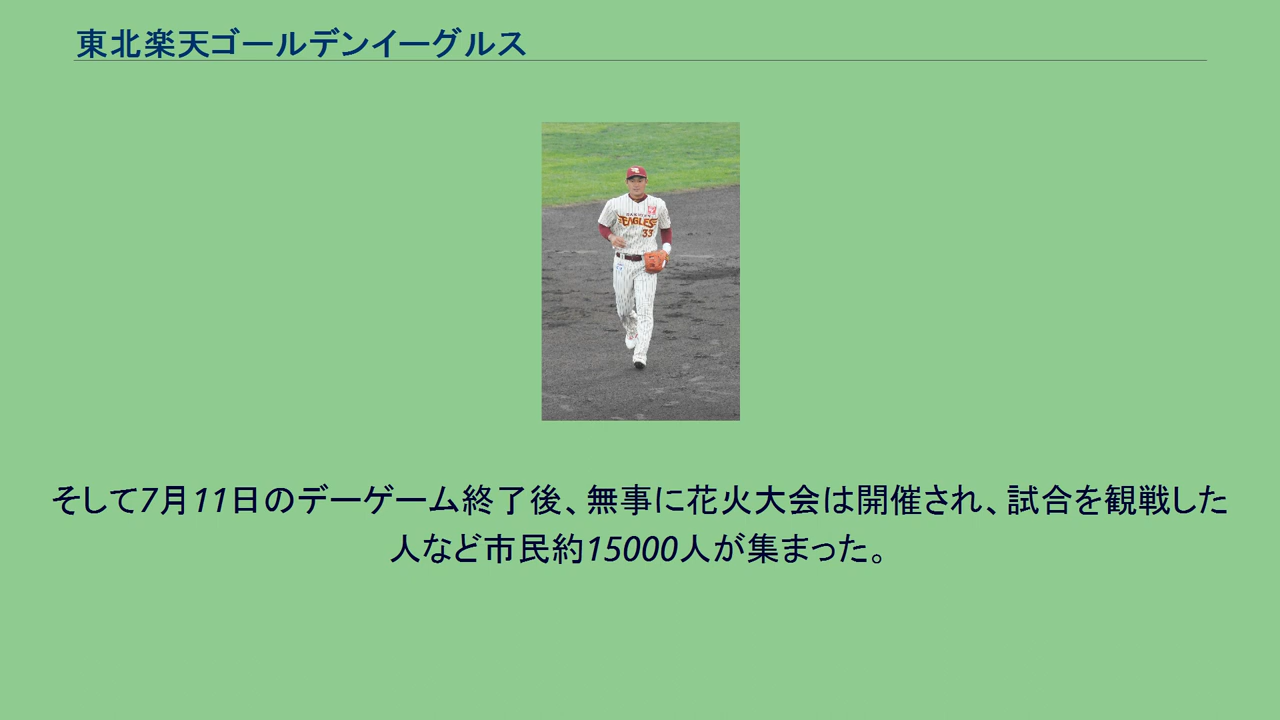 東北楽天ゴールデンイーグルス
EAGLES
33
そして7月11日のデーゲーム終了後、無事に花火大会は開催され、試合を観戦した
人など市民約15000人が集まった。